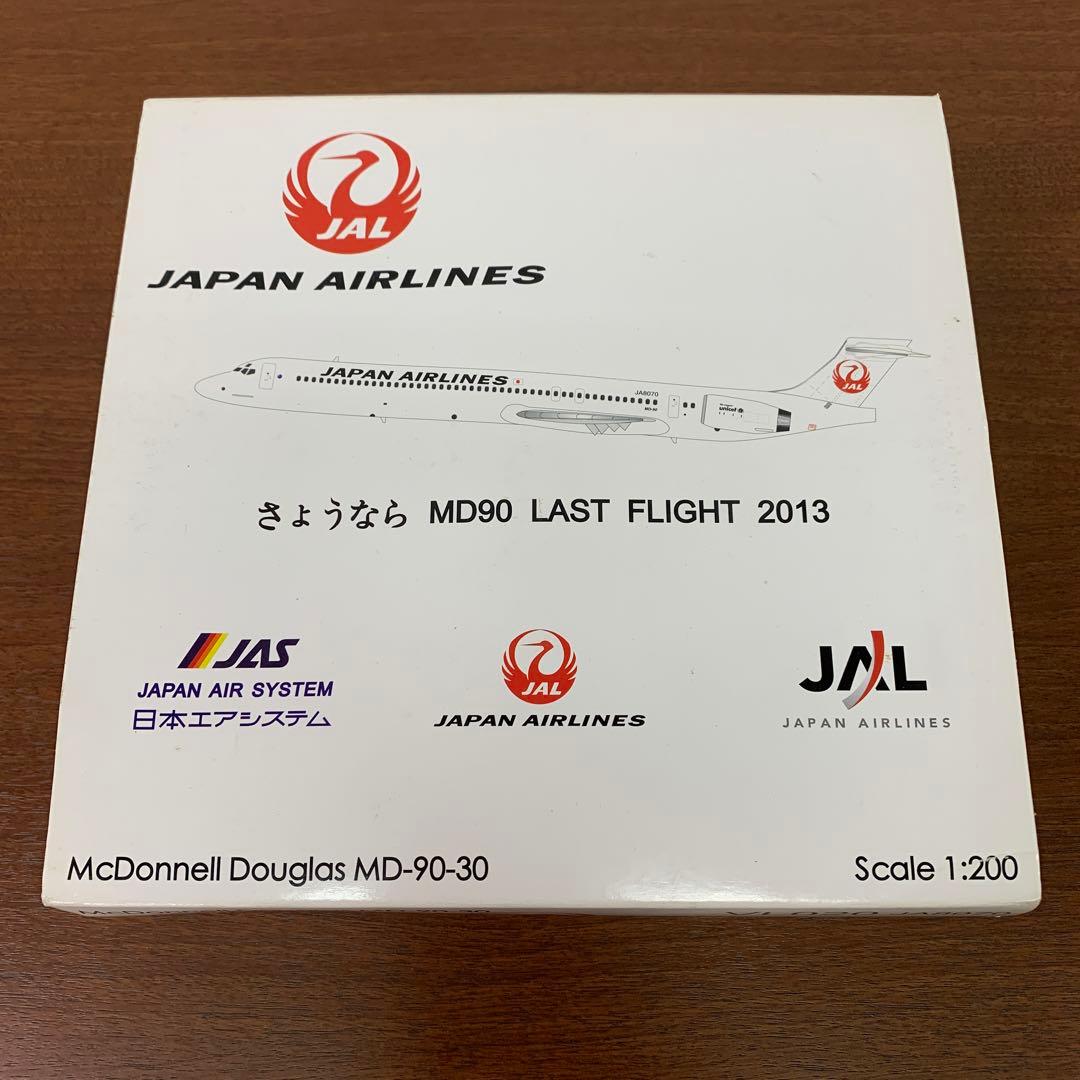 JAL
JAPAN AIRLINES
JAPAN AIRLINES
JA8070
MD-90
unicef
JAL
さようなら MD90 LAST FLIGHT 2013
JAS
JAPAN AIR SYSTEM
日本エアシステム
JAL
JAPAN AIRLINES
JAL
JAPAN AIRLINES
McDonnell Douglas MD-90-30
Scale 1:200
JA8070